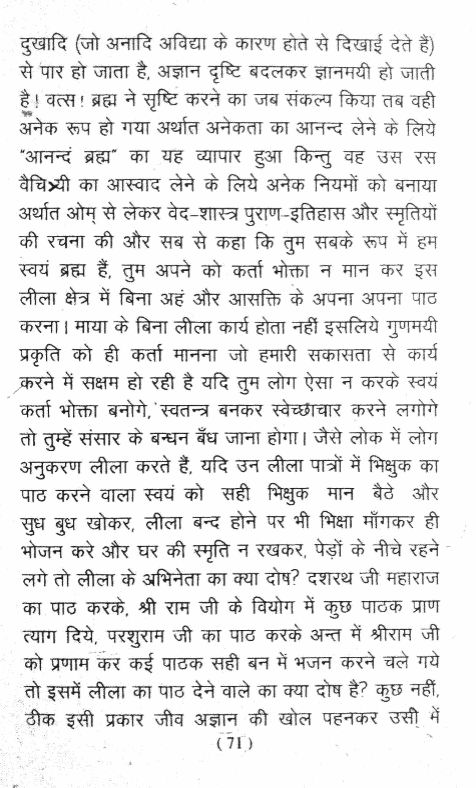 दुखादि (जो अनादि अविद्या के कारण होते से दिखाई देते हैं)
से पार हो जाता है, अज्ञान दृष्टि बदलकर ज्ञानमयी हो जाती
है! वत्स! ब्रह्म ने सृष्टि करने का जब संकल्प किया तब वही
अनेक रूप हो गया अर्थात अनेकता का आनन्द लेने के लिये
"आनन्दं ब्रह्म" का यह व्यापार हुआ किन्तु वह उस रस
वैचित्र्यी का आस्वाद लेने के लिये अनेक नियमों को बनाया
अर्थात ओम् से लेकर वेद-शास्त्र पुराण-इतिहास और स्मृतियों
की रचना की और सब से कहा कि तुम सबके रूप में हम
स्वयं ब्रह्म हैं, तुम अपने को कर्ता भोक्ता न मान कर इस
लीला क्षेत्र में बिना अहं और आसक्ति के अपना अपना पाठ
करना। माया के बिना लीला कार्य होता नहीं इसलिये गुणमयी
प्रकृति को ही कर्ता मानना जो हमारी सकासता से कार्य
करने में सक्षम हो रही है यदि तुम लोग ऐसा न करके स्वयं
कर्ता भोक्ता बनोगे, स्वतन्त्र बनकर स्वेच्छाचार करने लगोगे
तो तुम्हें संसार के बन्धन बँध जाना होगा। जैसे लोक में लोग
अनुकरण लीला करते हैं, यदि उन लीला पात्रों में भिक्षुक का
पाठ करने वाला स्वयं को सही भिक्षुक मान बैठे और
सुध बुध खोकर, लीला बन्द होने पर भी भिक्षा माँगकर ही
भोजन करे और घर की स्मृति न रखकर, पेड़ों के नीचे रहने
लगे तो लीला के अभिनेता का क्या दोष? दशरथ जी महाराज
का पाठ करके, श्री राम जी के वियोग में कुछ पाठक प्राण
त्याग दिये, परशुराम जी का पाठ करके अन्त में श्रीराम जी
को प्रणाम कर कई पाठक सही बन में भजन करने चले गये
तो इसमें लीला का पाठ देने वाले का क्या दोष है? कुछ नहीं,
ठीक इसी प्रकार जीव अज्ञान की खोल पहनकर उसी में
(71)